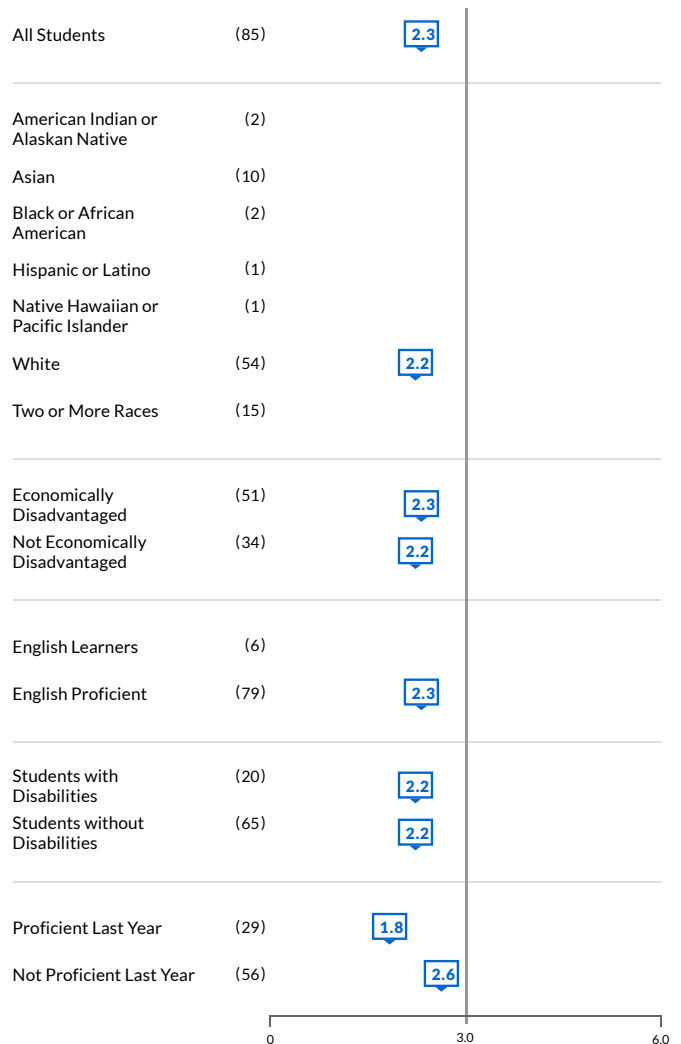 All Students (85) 2.3
American Indian or (2)
Alaskan Native
Asian (10)
Black or African (2)
American
Hispanic or Latino (1)
Native Hawaiian or (1)
Pacific Islander
White (54) 2.2
Two or More Races (15)
Economically (51) 2.3
Disadvantaged
Not Economically (34) 2.2
Disadvantaged
English Learners (6)
English Proficient (79) 2.3
Students with (20) 2.2
Disabilities
Students without (65) 2.2
Disabilities
Proficient Last Year (29) 1.8
Not Proficient Last Year (56) 2.6
0 3.0 6.0